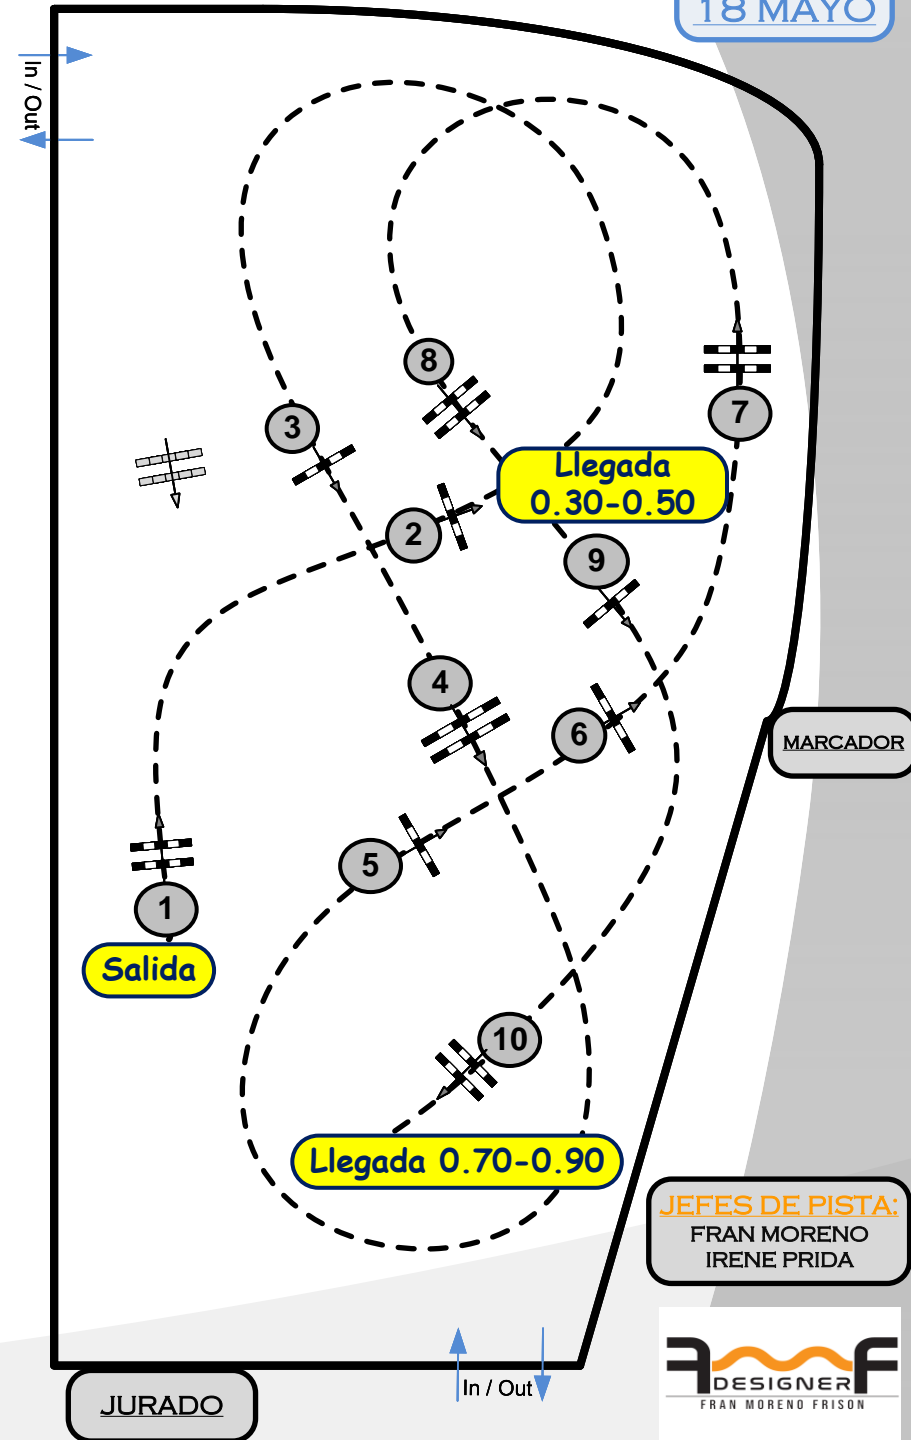 18 MAYO
In / Out
8
7
3
Llegada
0.30-0.50
2
9
4
6
MARCADOR
5
1
Salida
10
Llegada 0.70-0.90
JEFES DE PISTA:
FRAN MORENO
IRENE PRIDA
In / Out
JURADO
DESIGNER
FRAN MORENO FRISON